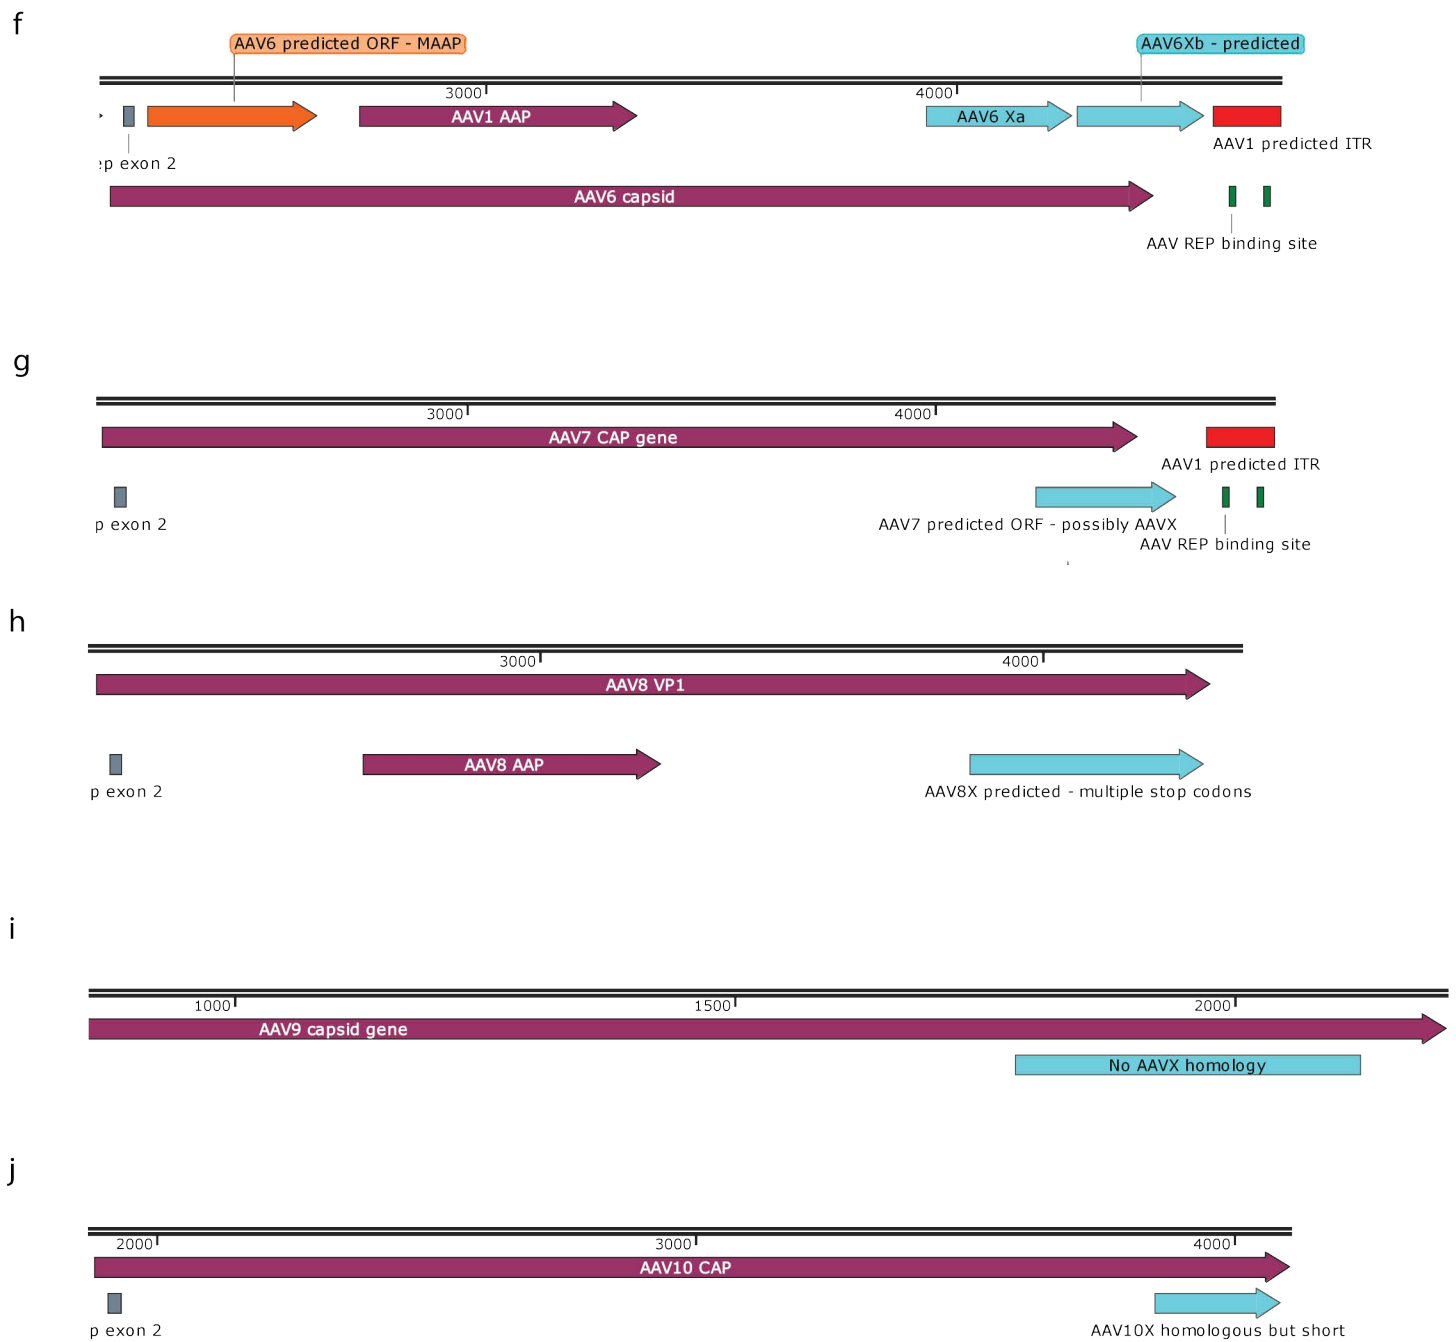 f
AAV6 predicted ORF - MAAP
AAV6Xb - predicted
3000
4000
AAV1 AAP
AAV6 Xa
AAV1 predicted ITR
ep exon 2
AAV6 capsid
AAV REP binding site
g
3000
4000
AAV7 CAP gene
AAV1 predicted ITR
p exon 2
AAV7 predicted ORF - possibly AAVX
AAV REP binding site
h
3000
4000
AAV8 VP1
AAV8 AAP
p exon 2
AAV8X predicted - multiple stop codons
i
1000
1500
2000
AAV9 capsid gene
No AAVX homology
j
2000
3000
4000
AAV10 CAP
p exon 2
AAV10X homologous but short